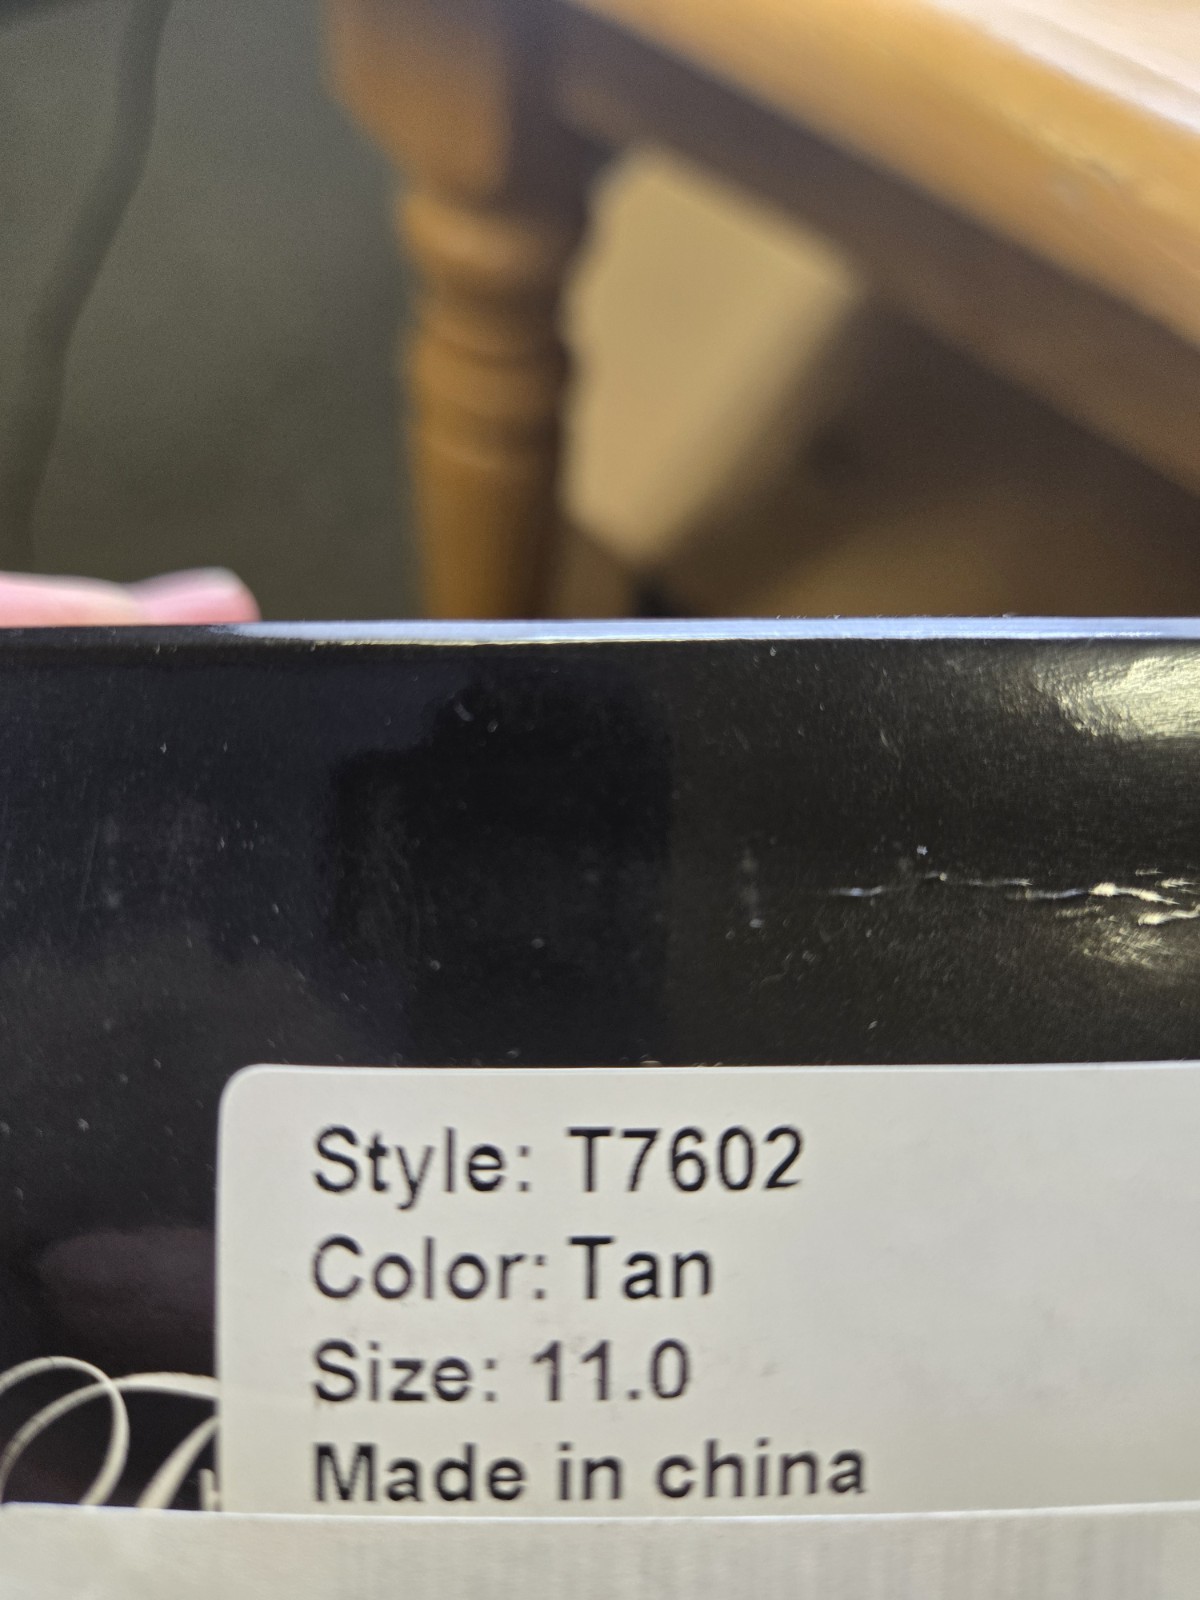 Style: T7602
Color: Tan
Size: 11.0
Made in china